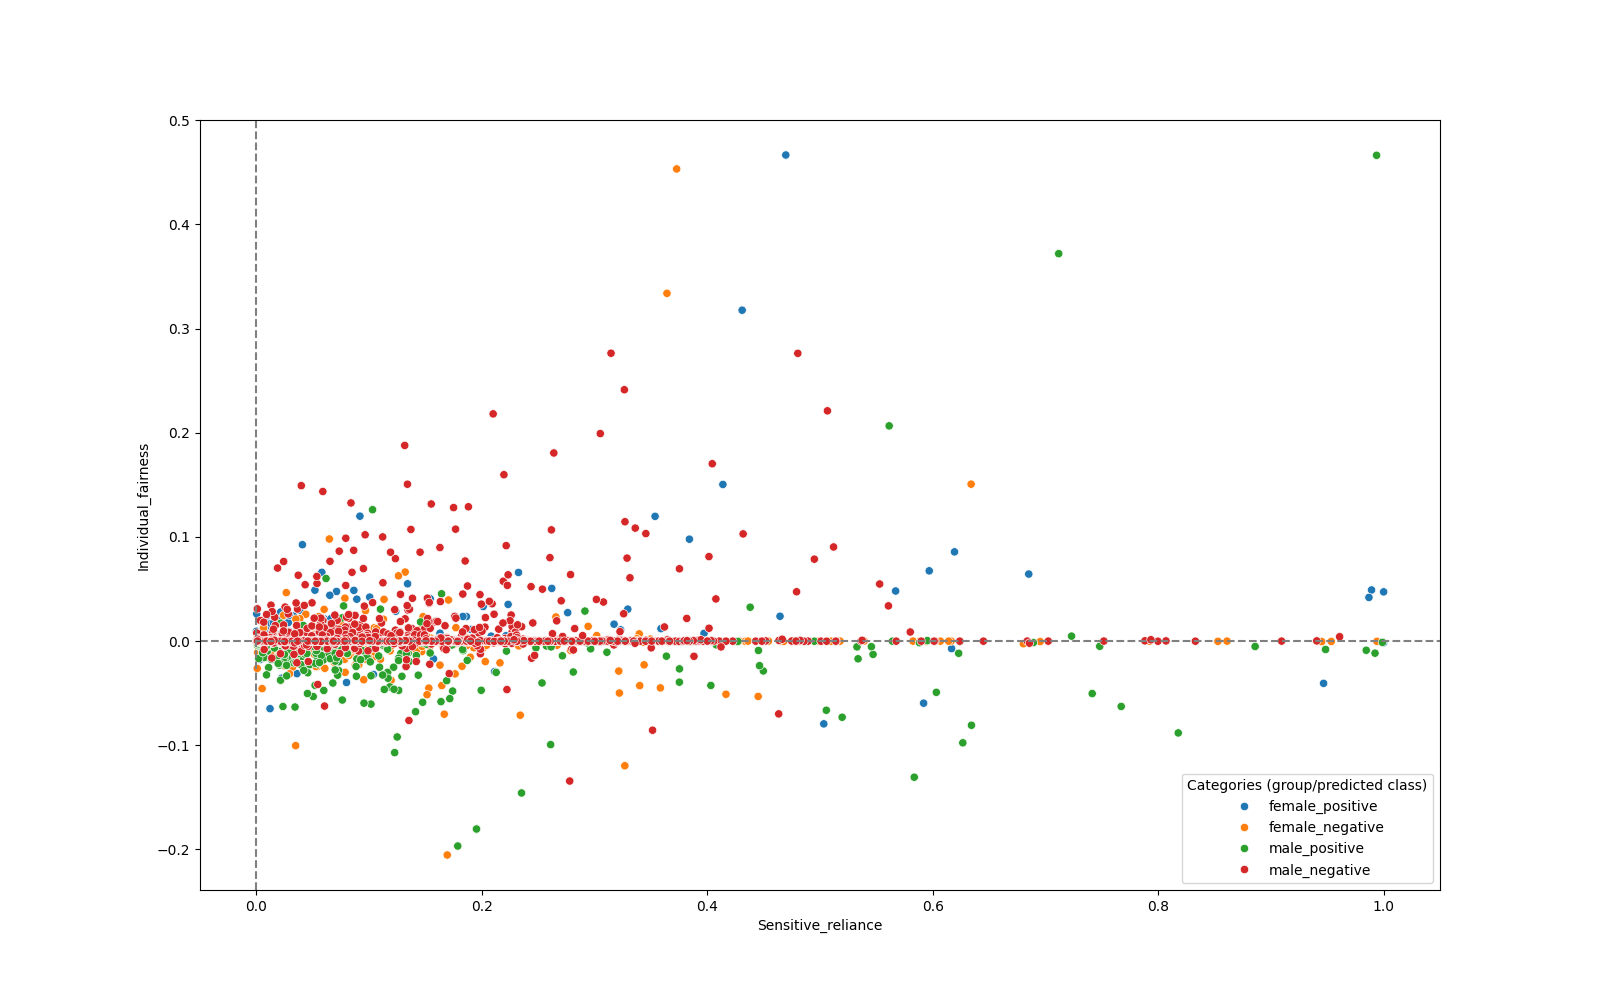 0.5
0.4
0.3
0.2
0.1
0.0
−0.1
−0.2
Individual_fairness
0.0 0.2 0.4 0.6 0.8 1.0
Sensitive_reliance
Categories (group/predicted class)
female_positive
female_negative
male_positive
male_negative